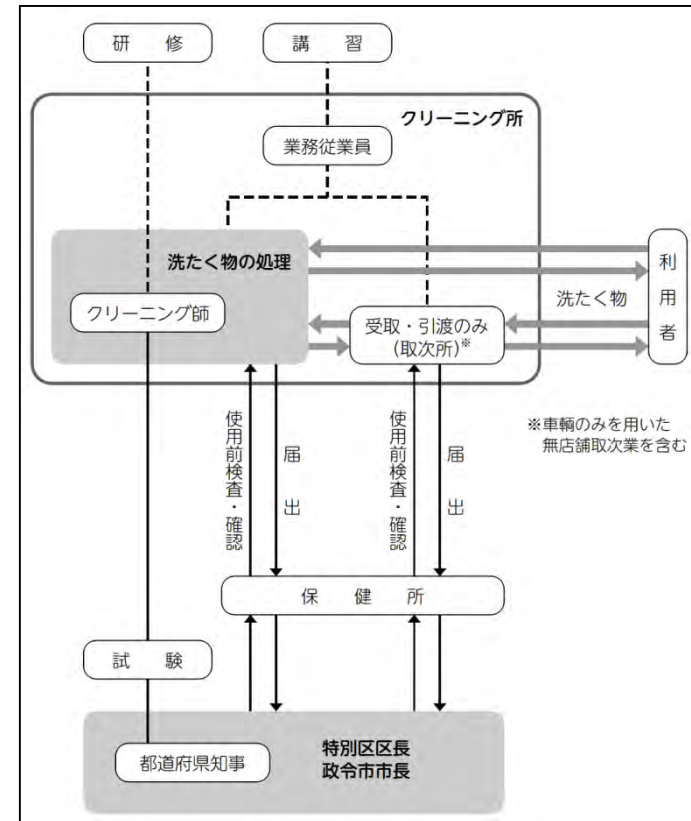 研　修
講　習
クリーニング所
業務従業員
洗たく物の処理
クリーニング師
受取・引渡のみ
(取次所)※
洗たく物
利用者
※車輌のみを用いた
無店舗取次業を含む
使用前検査・確認
届　出
使用前検査・確認
届　出
保　健　所
試　験
都道府県知事
特別区区長
政令市市長